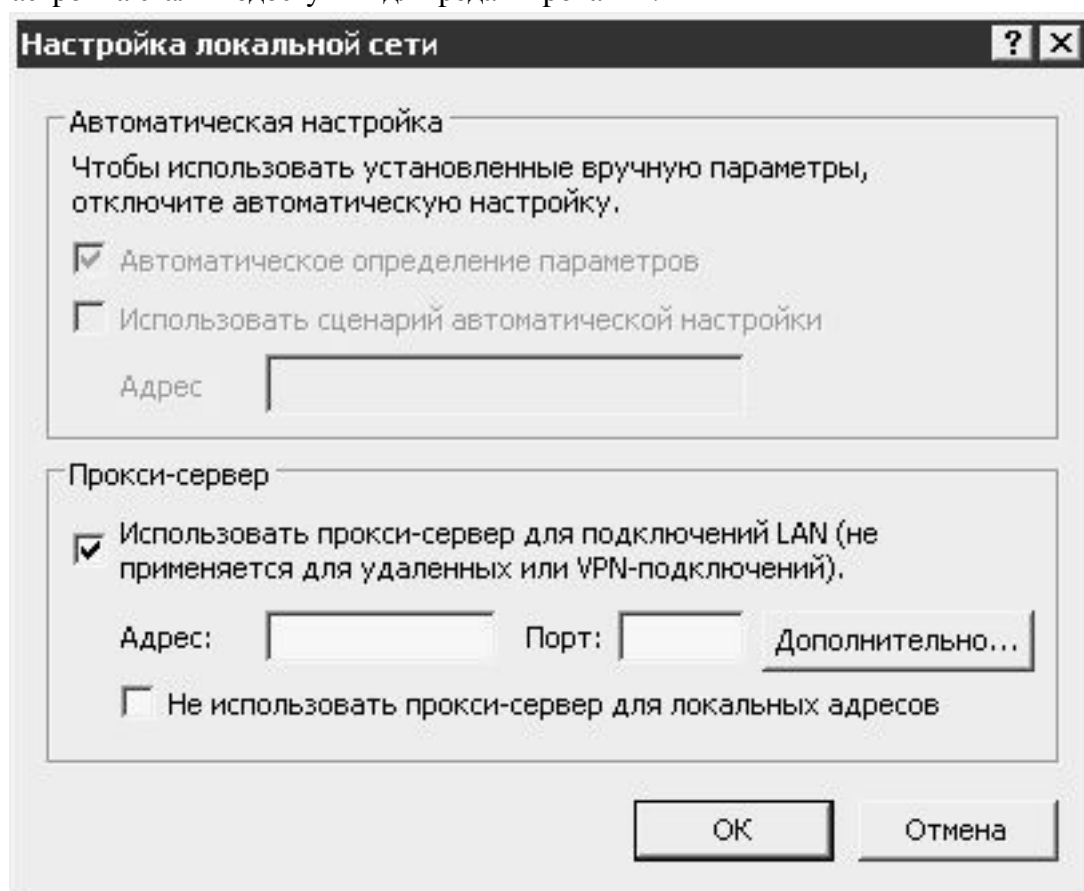 Настройка локальной сети
Автоматическая настройка
Чтобы использовать установленные вручную параметры,
отключите автоматическую настройку.
Автоматическое определение параметров
Использовать сценарий автоматической настройки
Адрес
Прокси-сервер
Использовать прокси-сервер для подключений LAN (не
применяется для удаленных или VPN-подключений).
Адрес: Порт: Дополнительно...
Не использовать прокси-сервер для локальных адресов
ОК Отмена